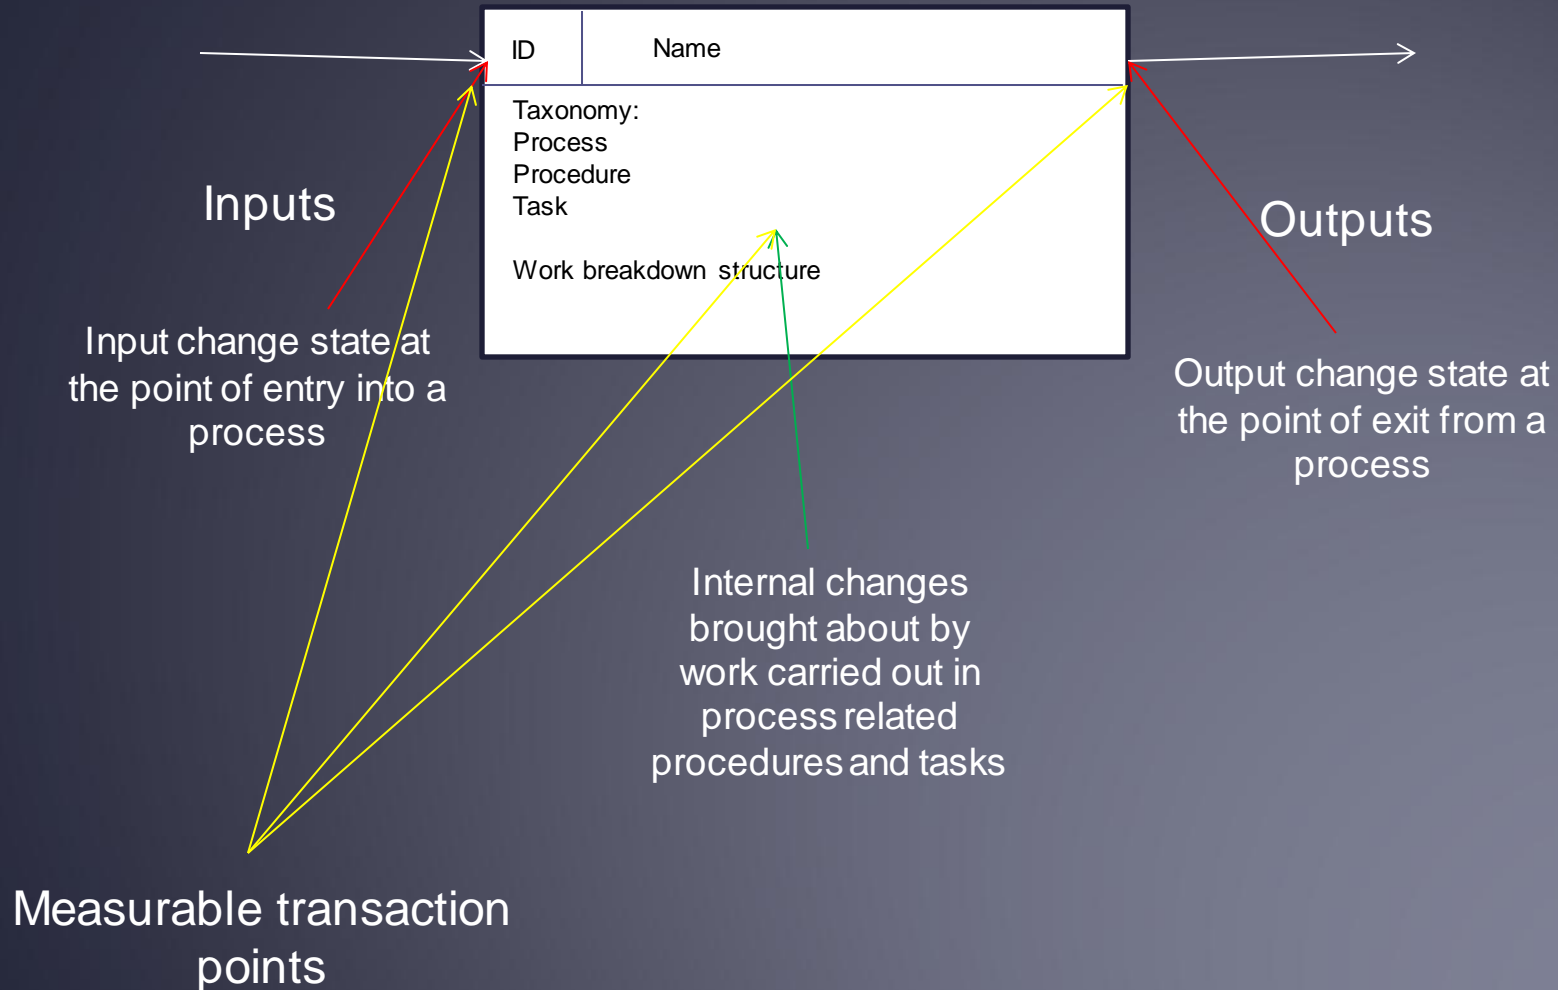 ID
Name
Taxonomy:
Process
Procedure
Task
Work breakdown structure
Inputs
Input change state at
the point of entry into a
process
Outputs
Output change state at
the point of exit from a
process
Internal changes
brought about by
work carried out in
process related
procedures and tasks
Measurable transaction
points